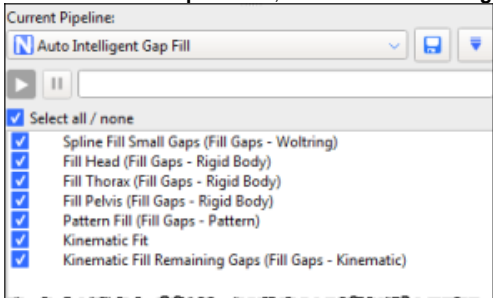 Current Pipeline:
N Auto Intelligent Gap Fill
Select all / none
Spline Fill Small Gaps (Fill Gaps - Woltring)
Fill Head (Fill Gaps - Rigid Body)
Fill Thorax (Fill Gaps - Rigid Body)
Fill Pelvis (Fill Gaps - Rigid Body)
Pattern Fill (Fill Gaps - Pattern)
Kinematic Fit
Kinematic Fill Remaining Gaps (Fill Gaps - Kinematic)